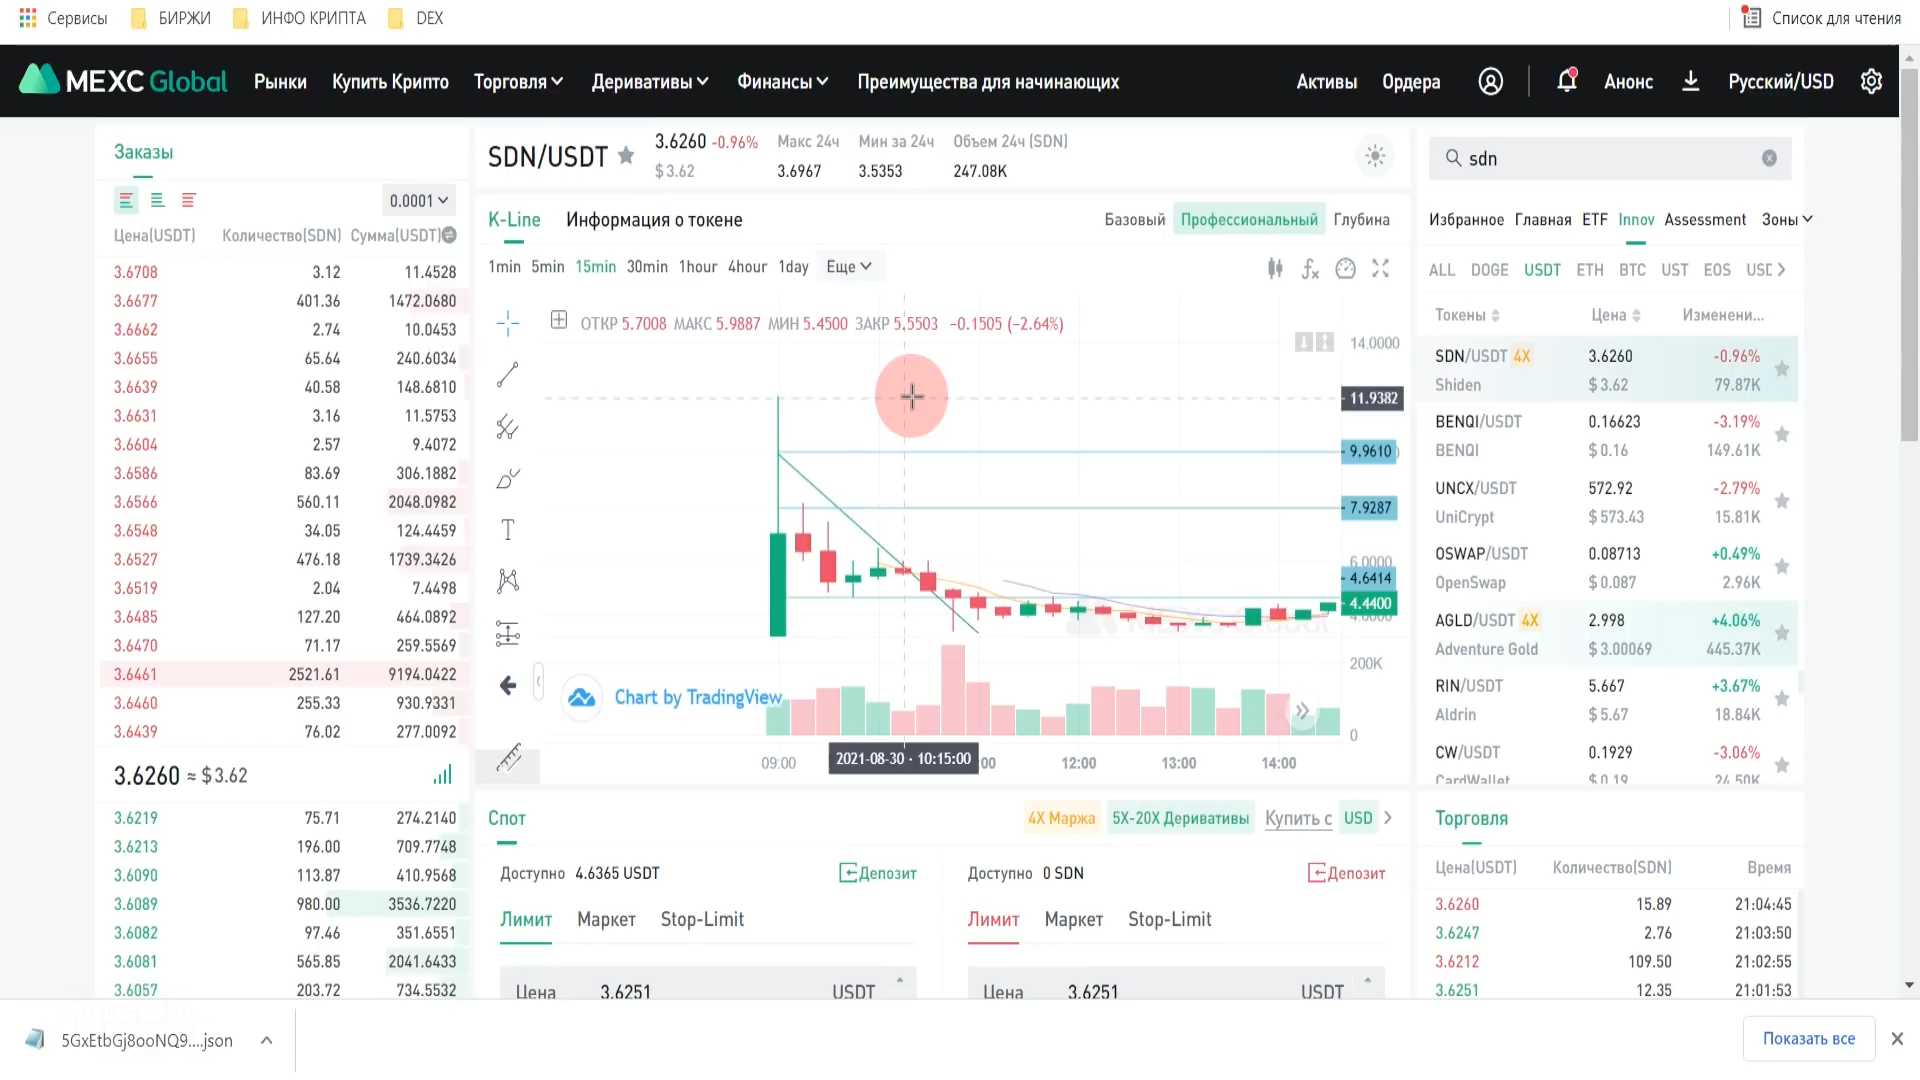 Сервисы БИРЖИ ИНФО КРИПТА DEX Список для чтения
MEXC Global Рынки Купить Крипто Торговля Деривативы Финансы Преимущества для начинающих Активы Ордера Анонс Русский/USD
Заказы
0.0001
Цена(USDT) Количество(SDN) Сумма(USDT)
3.6708 3.12 11.4528
3.6677 401.36 1472.0680
3.6662 2.74 10.0453
3.6655 65.64 240.6034
3.6639 40.58 148.6810
3.6631 3.16 11.5753
3.6604 2.57 9.4072
3.6586 83.69 306.1882
3.6566 560.11 2048.0982
3.6548 34.05 124.4459
3.6527 476.18 1739.3426
3.6519 2.04 7.4498
3.6485 127.20 464.0892
3.6470 71.17 259.5569
3.6461 2521.61 9194.0422
3.6460 255.33 930.9331
3.6439 76.02 277.0092
3.6260 ≈ $ 3.62
3.6219 75.71 274.2140
3.6213 196.00 709.7748
3.6090 113.87 410.9568
3.6089 980.00 3536.7220
3.6082 97.46 351.6551
3.6081 565.85 2041.6433
3.6057 203.72 734.5532
SDN/USDT 3.6260 -0.96% Макс 24ч Мин за 24ч Объем 24ч (SDN)
$ 3.62 3.6967 3.5353 247.08K
K-Line Информация о токене Базовый Профессиональный Глубина
1min 5min 15min 30min 1hour 4hour 1day Еще
ОТКР 5.7008 МАКС 5.9887 МИН 5.4500 ЗАКР 5.5503 −0.1505 (−2.64%)
14.0000
11.9382
9.9610
7.9287
6.0000
4.6414
4.4400
MEXC Global
200K
Chart by TradingView
0
09:00 2021-08-30 · 10:15:00 :00 12:00 13:00 14:00
Спот 4X Маржа 5X-20X Деривативы Купить с USD
Доступно 4.6365 USDT Депозит Доступно 0 SDN Депозит
Лимит Маркет Stop-Limit Лимит Маркет Stop-Limit
Цена 3.6251 USDT Цена 3.6251 USDT
sdn
Избранное Главная ETF Innov Assessment Зоны
ALL DOGE USDT ETH BTC UST EOS USD
Токены Цена Изменени...
SDN/USDT 4X 3.6260 -0.96%
Shiden $ 3.62 79.87K
BENQI/USDT 0.16623 -3.19%
BENQI $ 0.16 149.61K
UNCX/USDT 572.92 -2.79%
UniCrypt $ 573.43 15.81K
OSWAP/USDT 0.08713 +0.49%
OpenSwap $ 0.087 2.96K
AGLD/USDT 4X 2.998 +4.06%
Adventure Gold $ 3.00069 445.37K
RIN/USDT 5.667 +3.67%
Aldrin $ 5.67 18.84K
CW/USDT 0.1929 -3.06%
CardWallet $ 0.19 24.50K
Торговля
Цена(USDT) Количество(SDN) Время
3.6260 15.89 21:04:45
3.6247 2.76 21:03:50
3.6212 109.50 21:02:55
3.6251 12.35 21:01:53
5GxEtbGj8ooNQ9....json Показать все